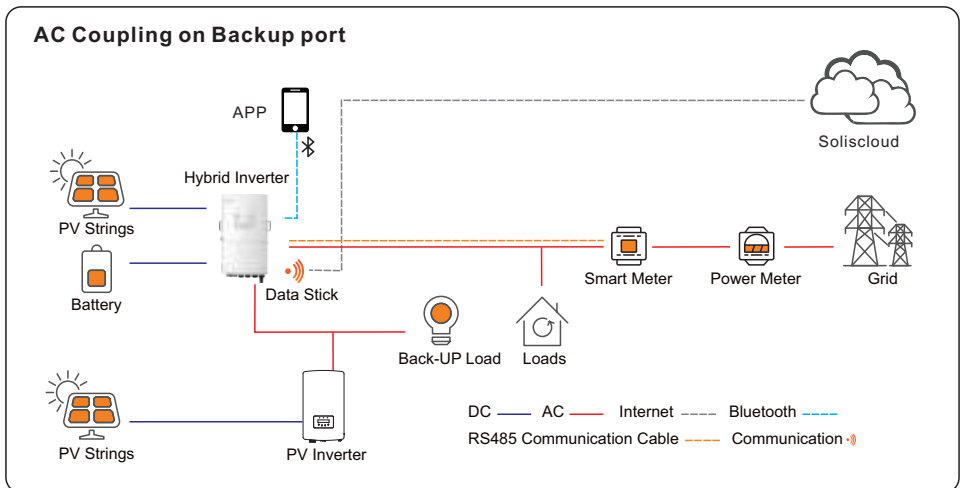 AC Coupling on Backup port
APP
Soliscloud
Hybrid Inverter
PV Strings
Smart Meter
Power Meter
Grid
Data Stick
Battery
Back-UP Load
Loads
DC
AC
Internet
Bluetooth
RS485 Communication Cable
Communication
PV Strings
PV Inverter